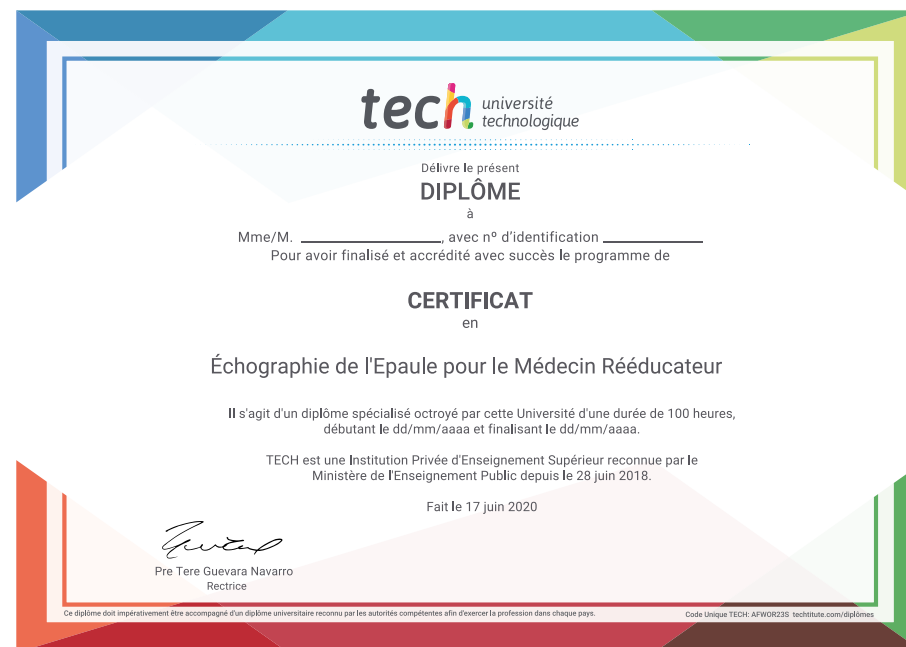 tech université
technologique
Délivre le présent
DIPLÔME
à
Mme/M. ____________, avec nº d'identification ____________
Pour avoir finalisé et accrédité avec succès le programme de
CERTIFICAT
en
Échographie de l'Epaule pour le Médecin Rééducateur
Il s'agit d'un diplôme spécialisé octroyé par cette Université d'une durée de 100 heures,
débutant le dd/mm/aaaa et finalisant le dd/mm/aaaa.
TECH est une Institution Privée d'Enseignement Supérieur reconnue par le
Ministère de l'Enseignement Public depuis le 28 juin 2018.
Fait le 17 juin 2020
Pre Tere Guevara Navarro
Rectrice
Ce diplôme doit impérativement être accompagné d'un diplôme universitaire reconnu par les autorités compétentes afin d'exercer la profession dans chaque pays.
Code Unique TECH: AFWOR23S techtitute.com/diplômes